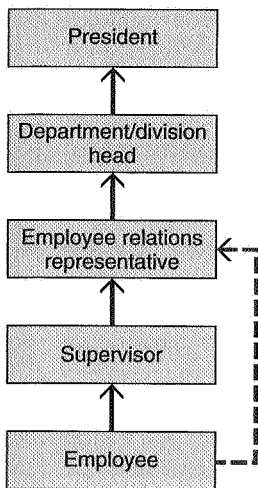 President
Department/division
head
Employee relations
representative
Supervisor
Employee